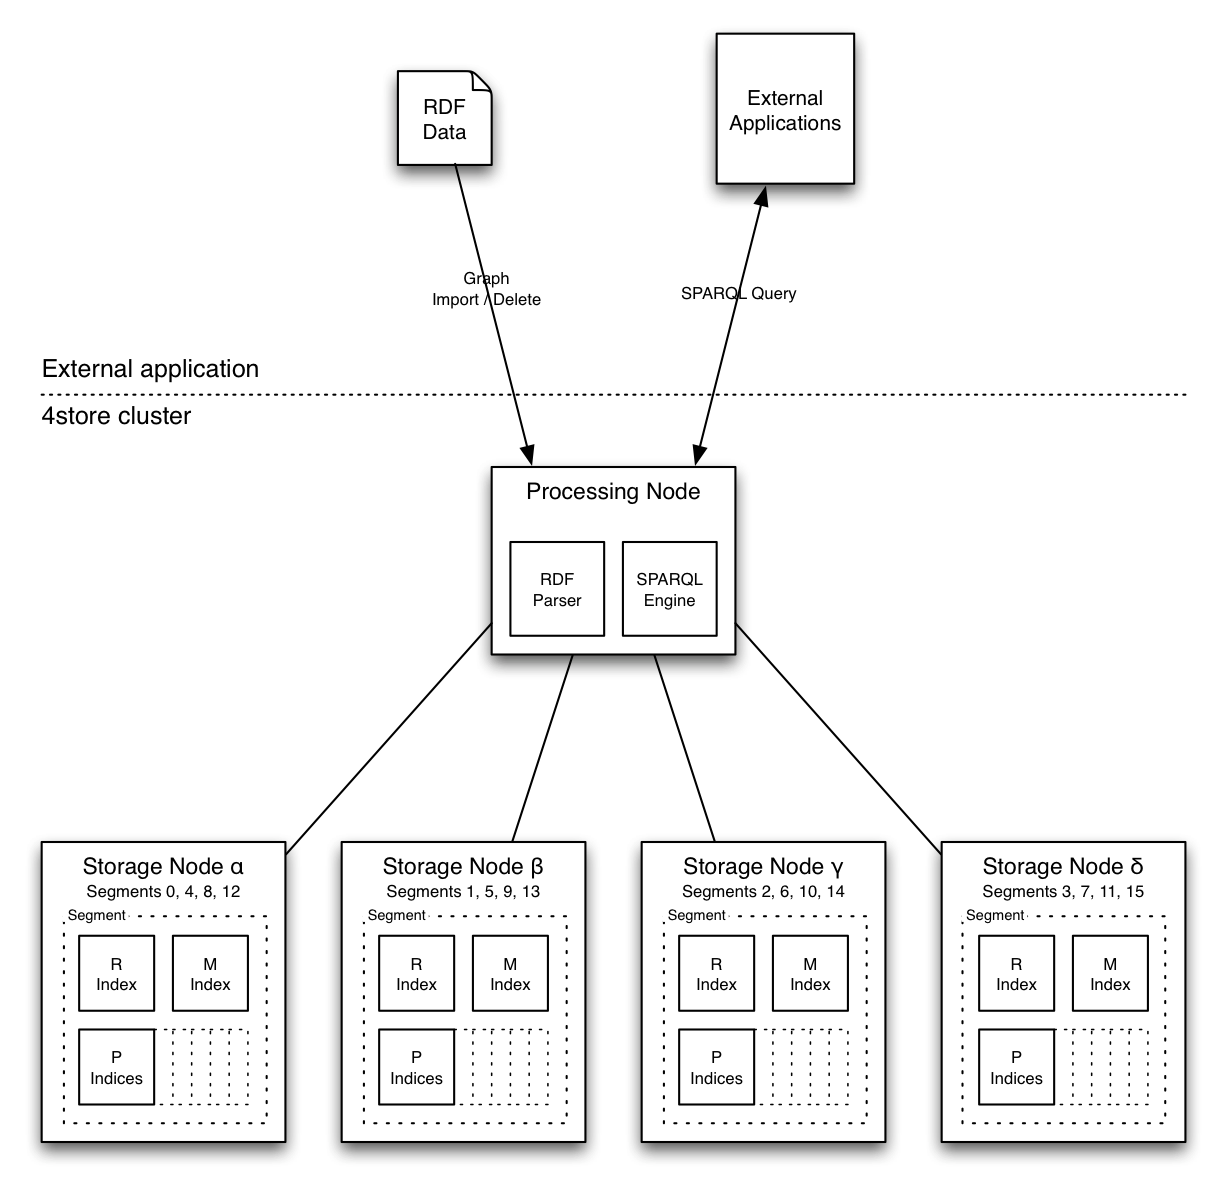 RDF
Data
External
Applications
Graph
Import / Delete
SPARQL Query
External application
4store cluster
Processing Node
RDF
Parser
SPARQL
Engine
Storage Node α
Segments 0, 4, 8, 12
Segment
R
Index
M
Index
P
Indices
Storage Node β
Segments 1, 5, 9, 13
Segment
R
Index
M
Index
P
Indices
Storage Node γ
Segments 2, 6, 10, 14
Segment
R
Index
M
Index
P
Indices
Storage Node δ
Segments 3, 7, 11, 15
Segment
R
Index
M
Index
P
Indices